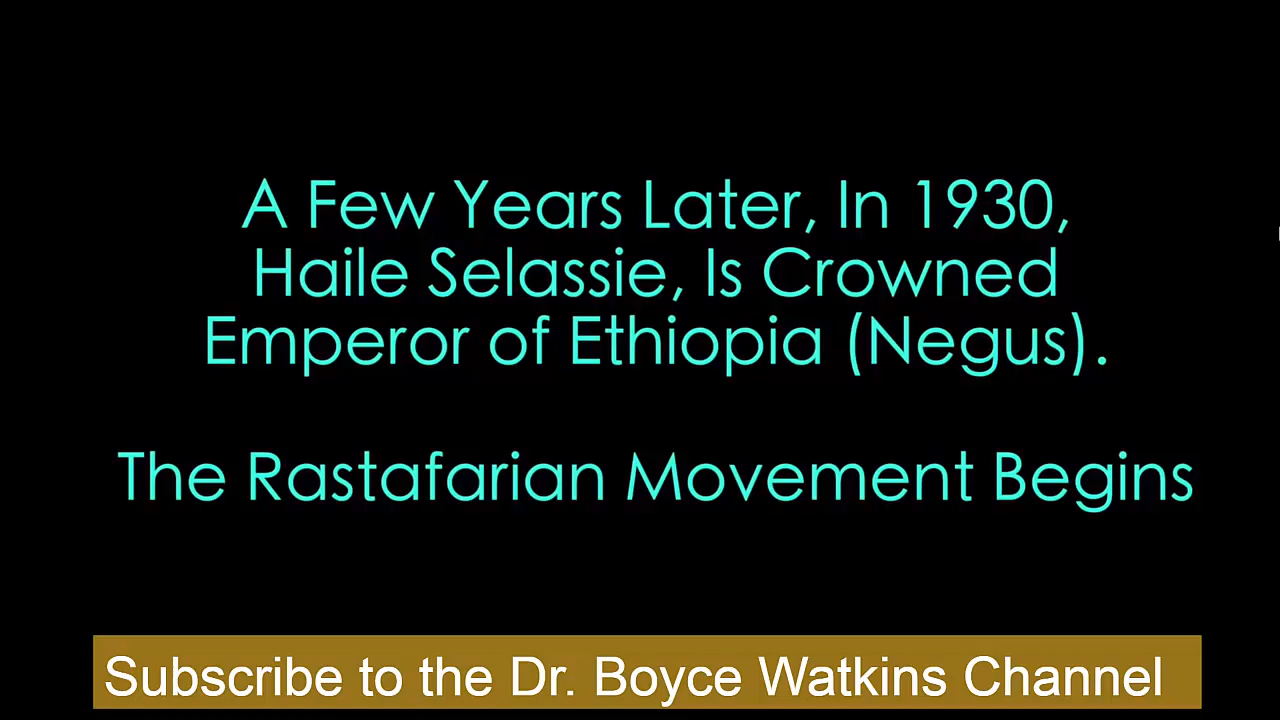 A Few Years Later, In 1930,
Haile Selassie, Is Crowned
Emperor of Ethiopia (Negus).
The Rastafarian Movement Begins
Subscribe to the Dr. Boyce Watkins Channel